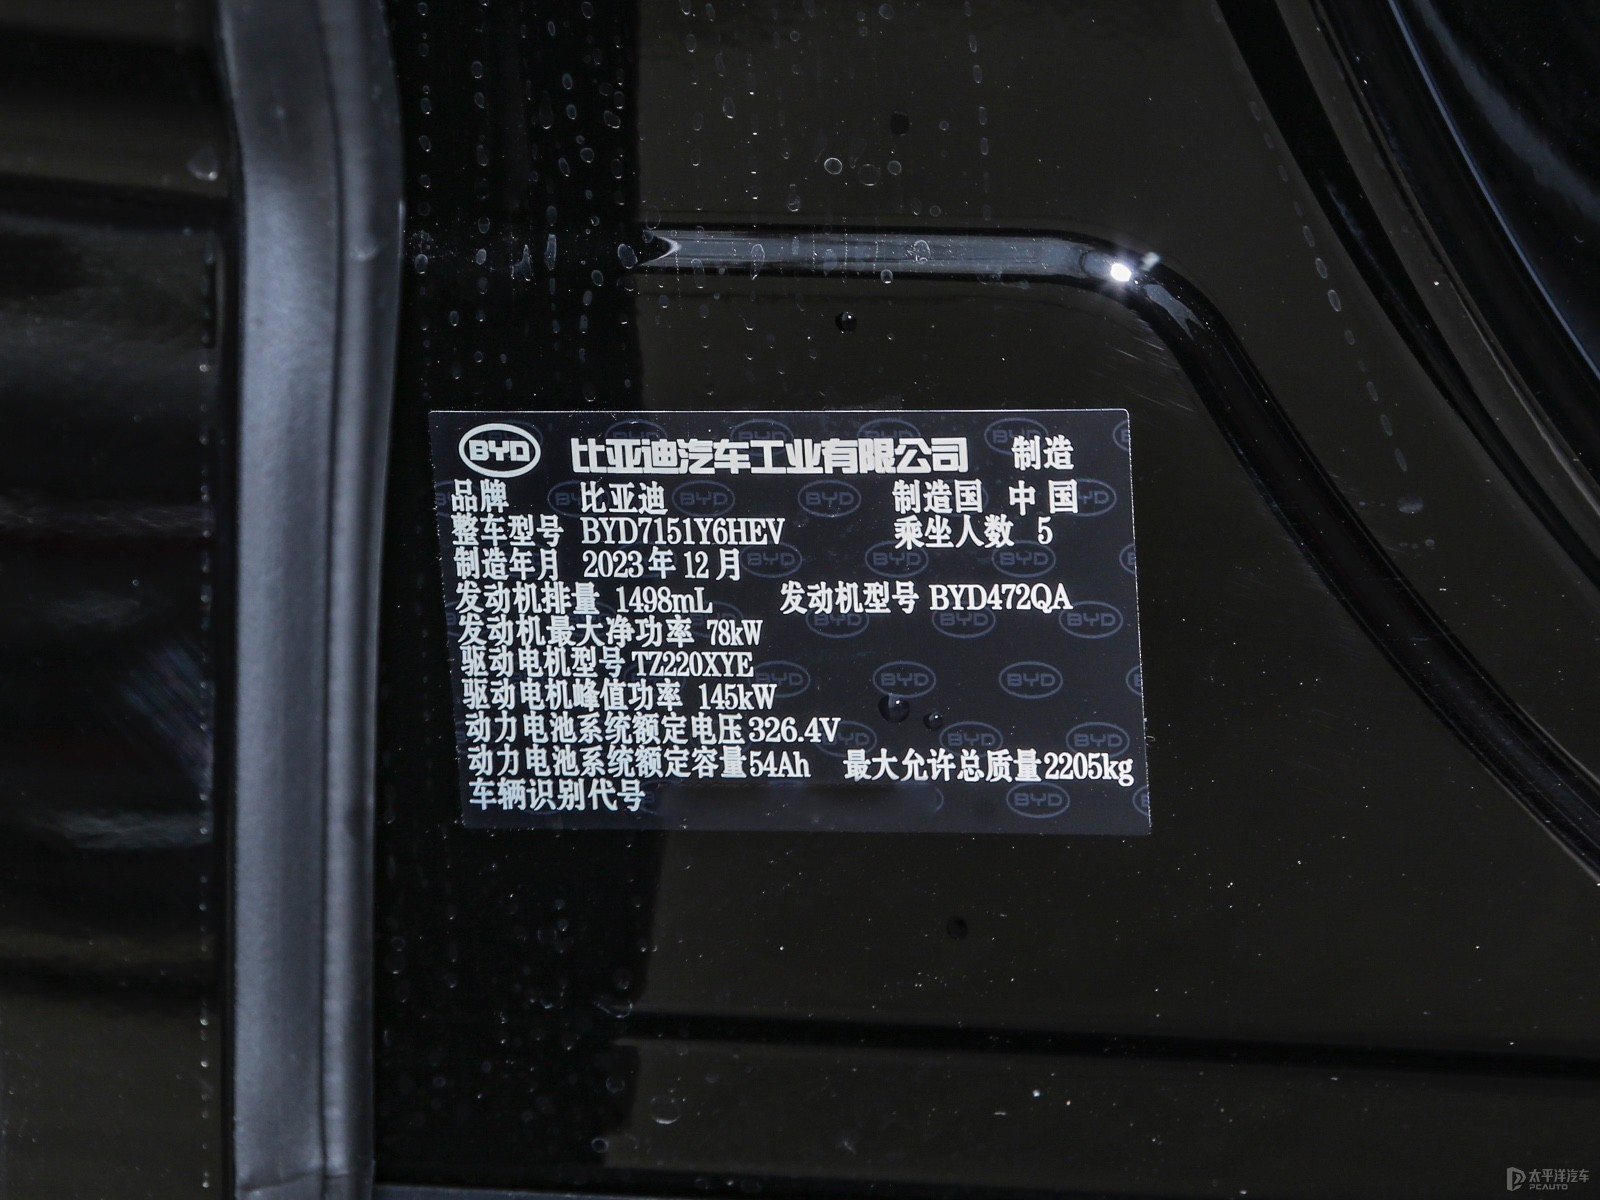 BYD 比亚迪汽车工业有限公司 制造
品牌 比亚迪 制造国 中国
整车型号 BYD7151Y6HEV 乘坐人数 5
制造年月 2023年12月
发动机排量 1498mL 发动机型号 BYD472QA
发动机最大净功率 78kW
驱动电机型号 TZ220XYE
驱动电机峰值功率 145kW
动力电池系统额定电压 326.4V
动力电池系统额定容量 54Ah 最大允许总质量 2205kg
车辆识别代号
太平洋汽车
PCAUTO